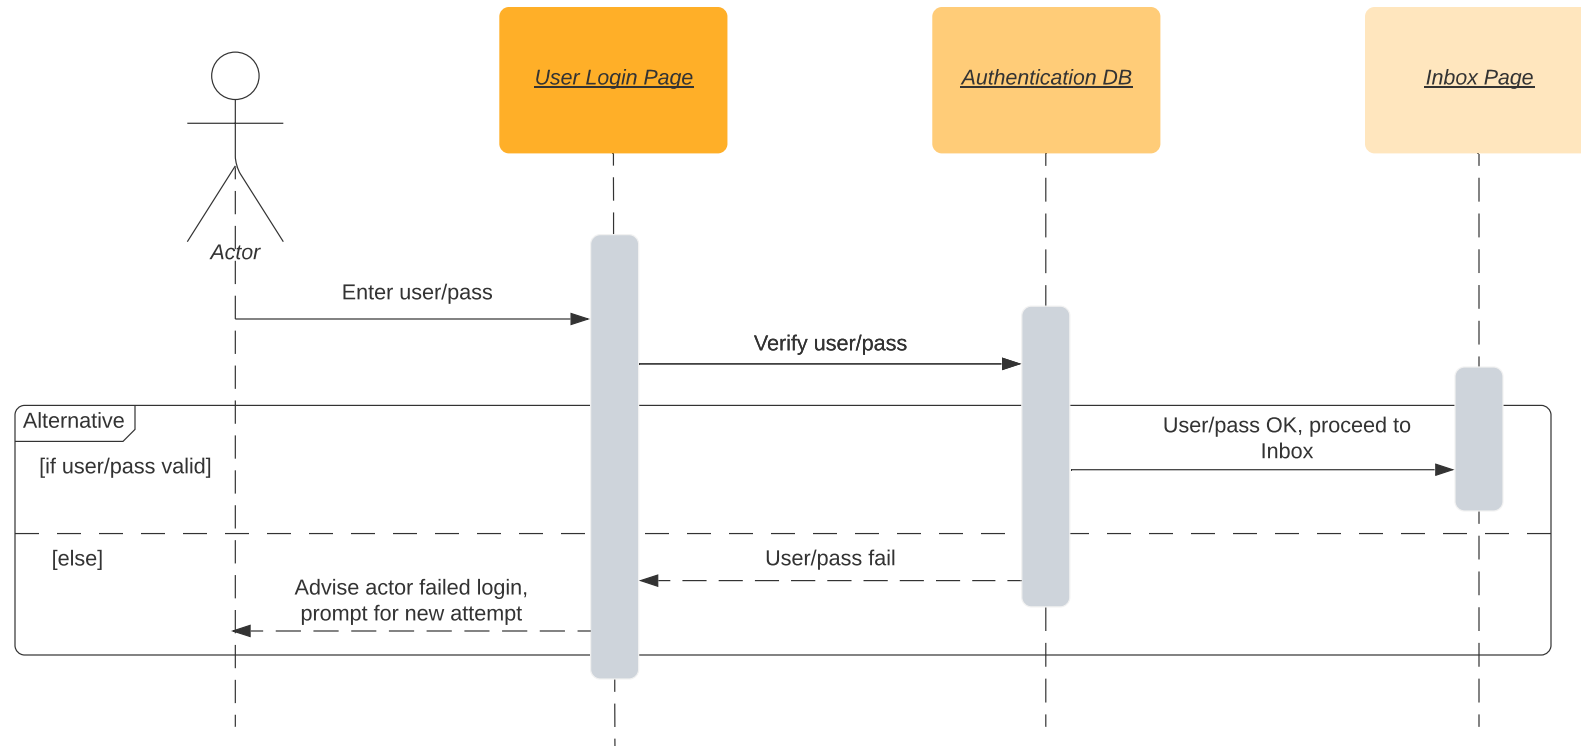 User Login Page
Authentication DB
Inbox Page
Actor
Enter user/pass
Verify user/pass
Alternative
User/pass OK, proceed to
Inbox
[if user/pass valid]
[else]
User/pass fail
Advise actor failed login,
prompt for new attempt